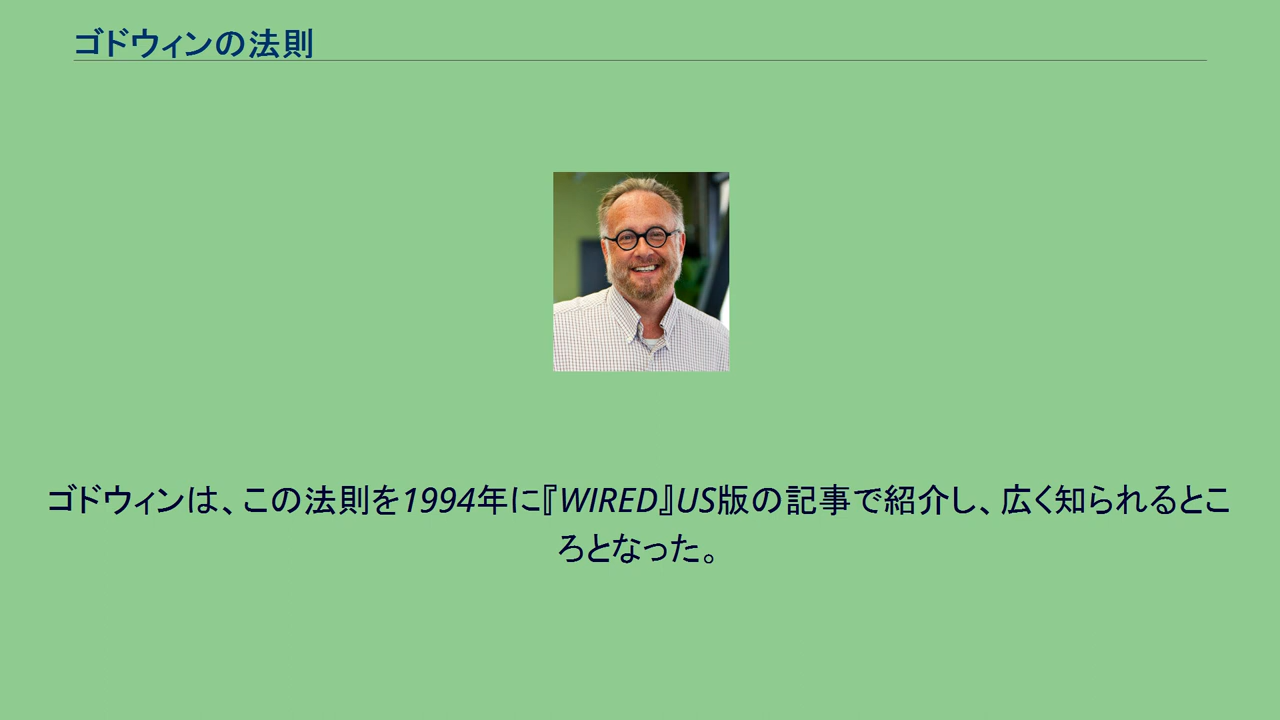 ゴドウィンの法則
ゴドウィンは、この法則を1994年に『WIRED』US版の記事で紹介し、広く知られるとこ
ろとなった。